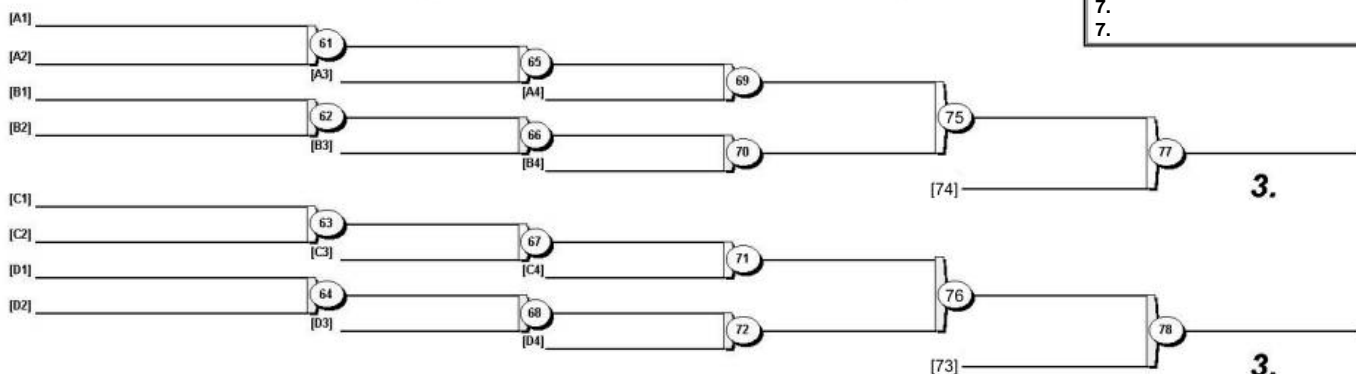 7.
7.
[A1]
61
[A2]
[A3]
65
[A4]
69
[B1]
62
75
[B2]
[B3]
66
[B4]
70
77
[74]
3.
[C1]
63
[C2]
[C3]
67
[C4]
71
[D1]
64
76
[D2]
[D3]
68
[D4]
72
78
[73]
3.